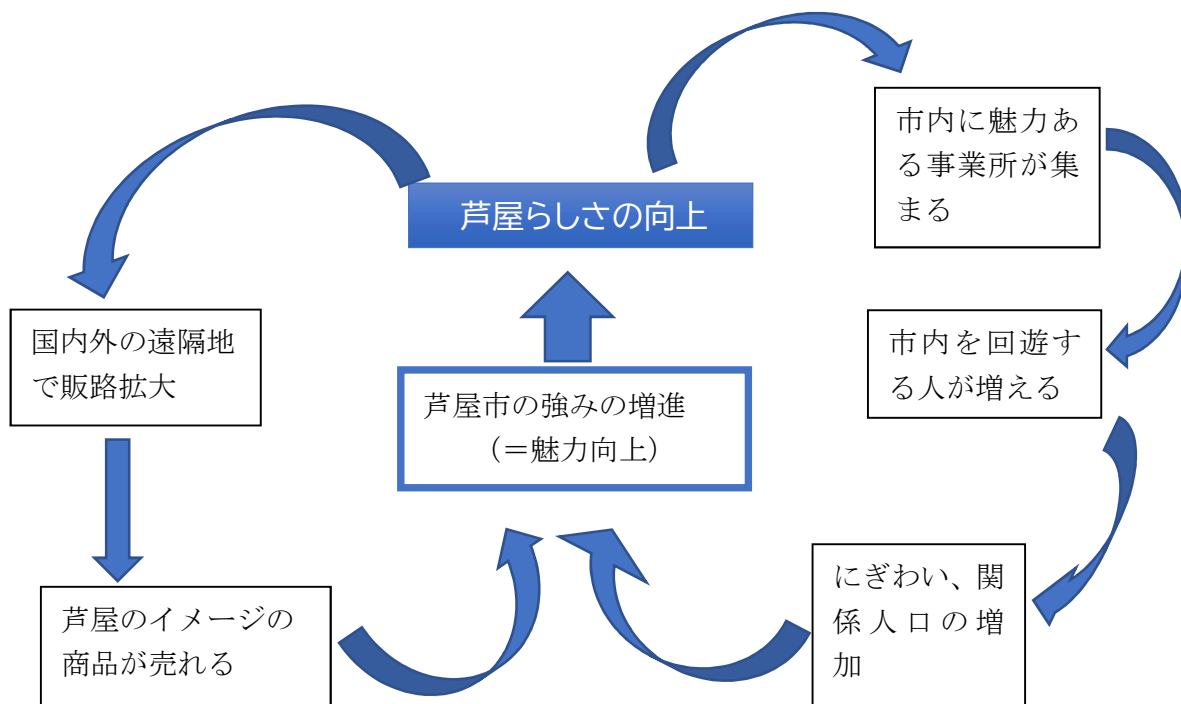 市内に魅力あ
る事業所が集
まる
芦屋らしさの向上
国内外の遠隔地
で販路拡大
市内を回遊す
る人が増える
芦屋市の強みの増進
（＝魅力向上）
芦屋のイメージの
商品が売れる
にぎわい、関
係人口の増
加